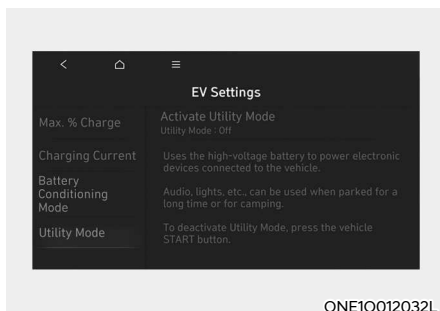 EV Settings
Max. % Charge
Charging Current
Battery
Conditioning
Mode
Utility Mode
Activate Utility Mode
Utility Mode : Off
Uses the high-voltage battery to power electronic
devices connected to the vehicle.
Audio, lights, etc., can be used when parked for a
long time or for camping.
To deactivate Utility Mode, press the vehicle
START button.
ONE1Q012032L